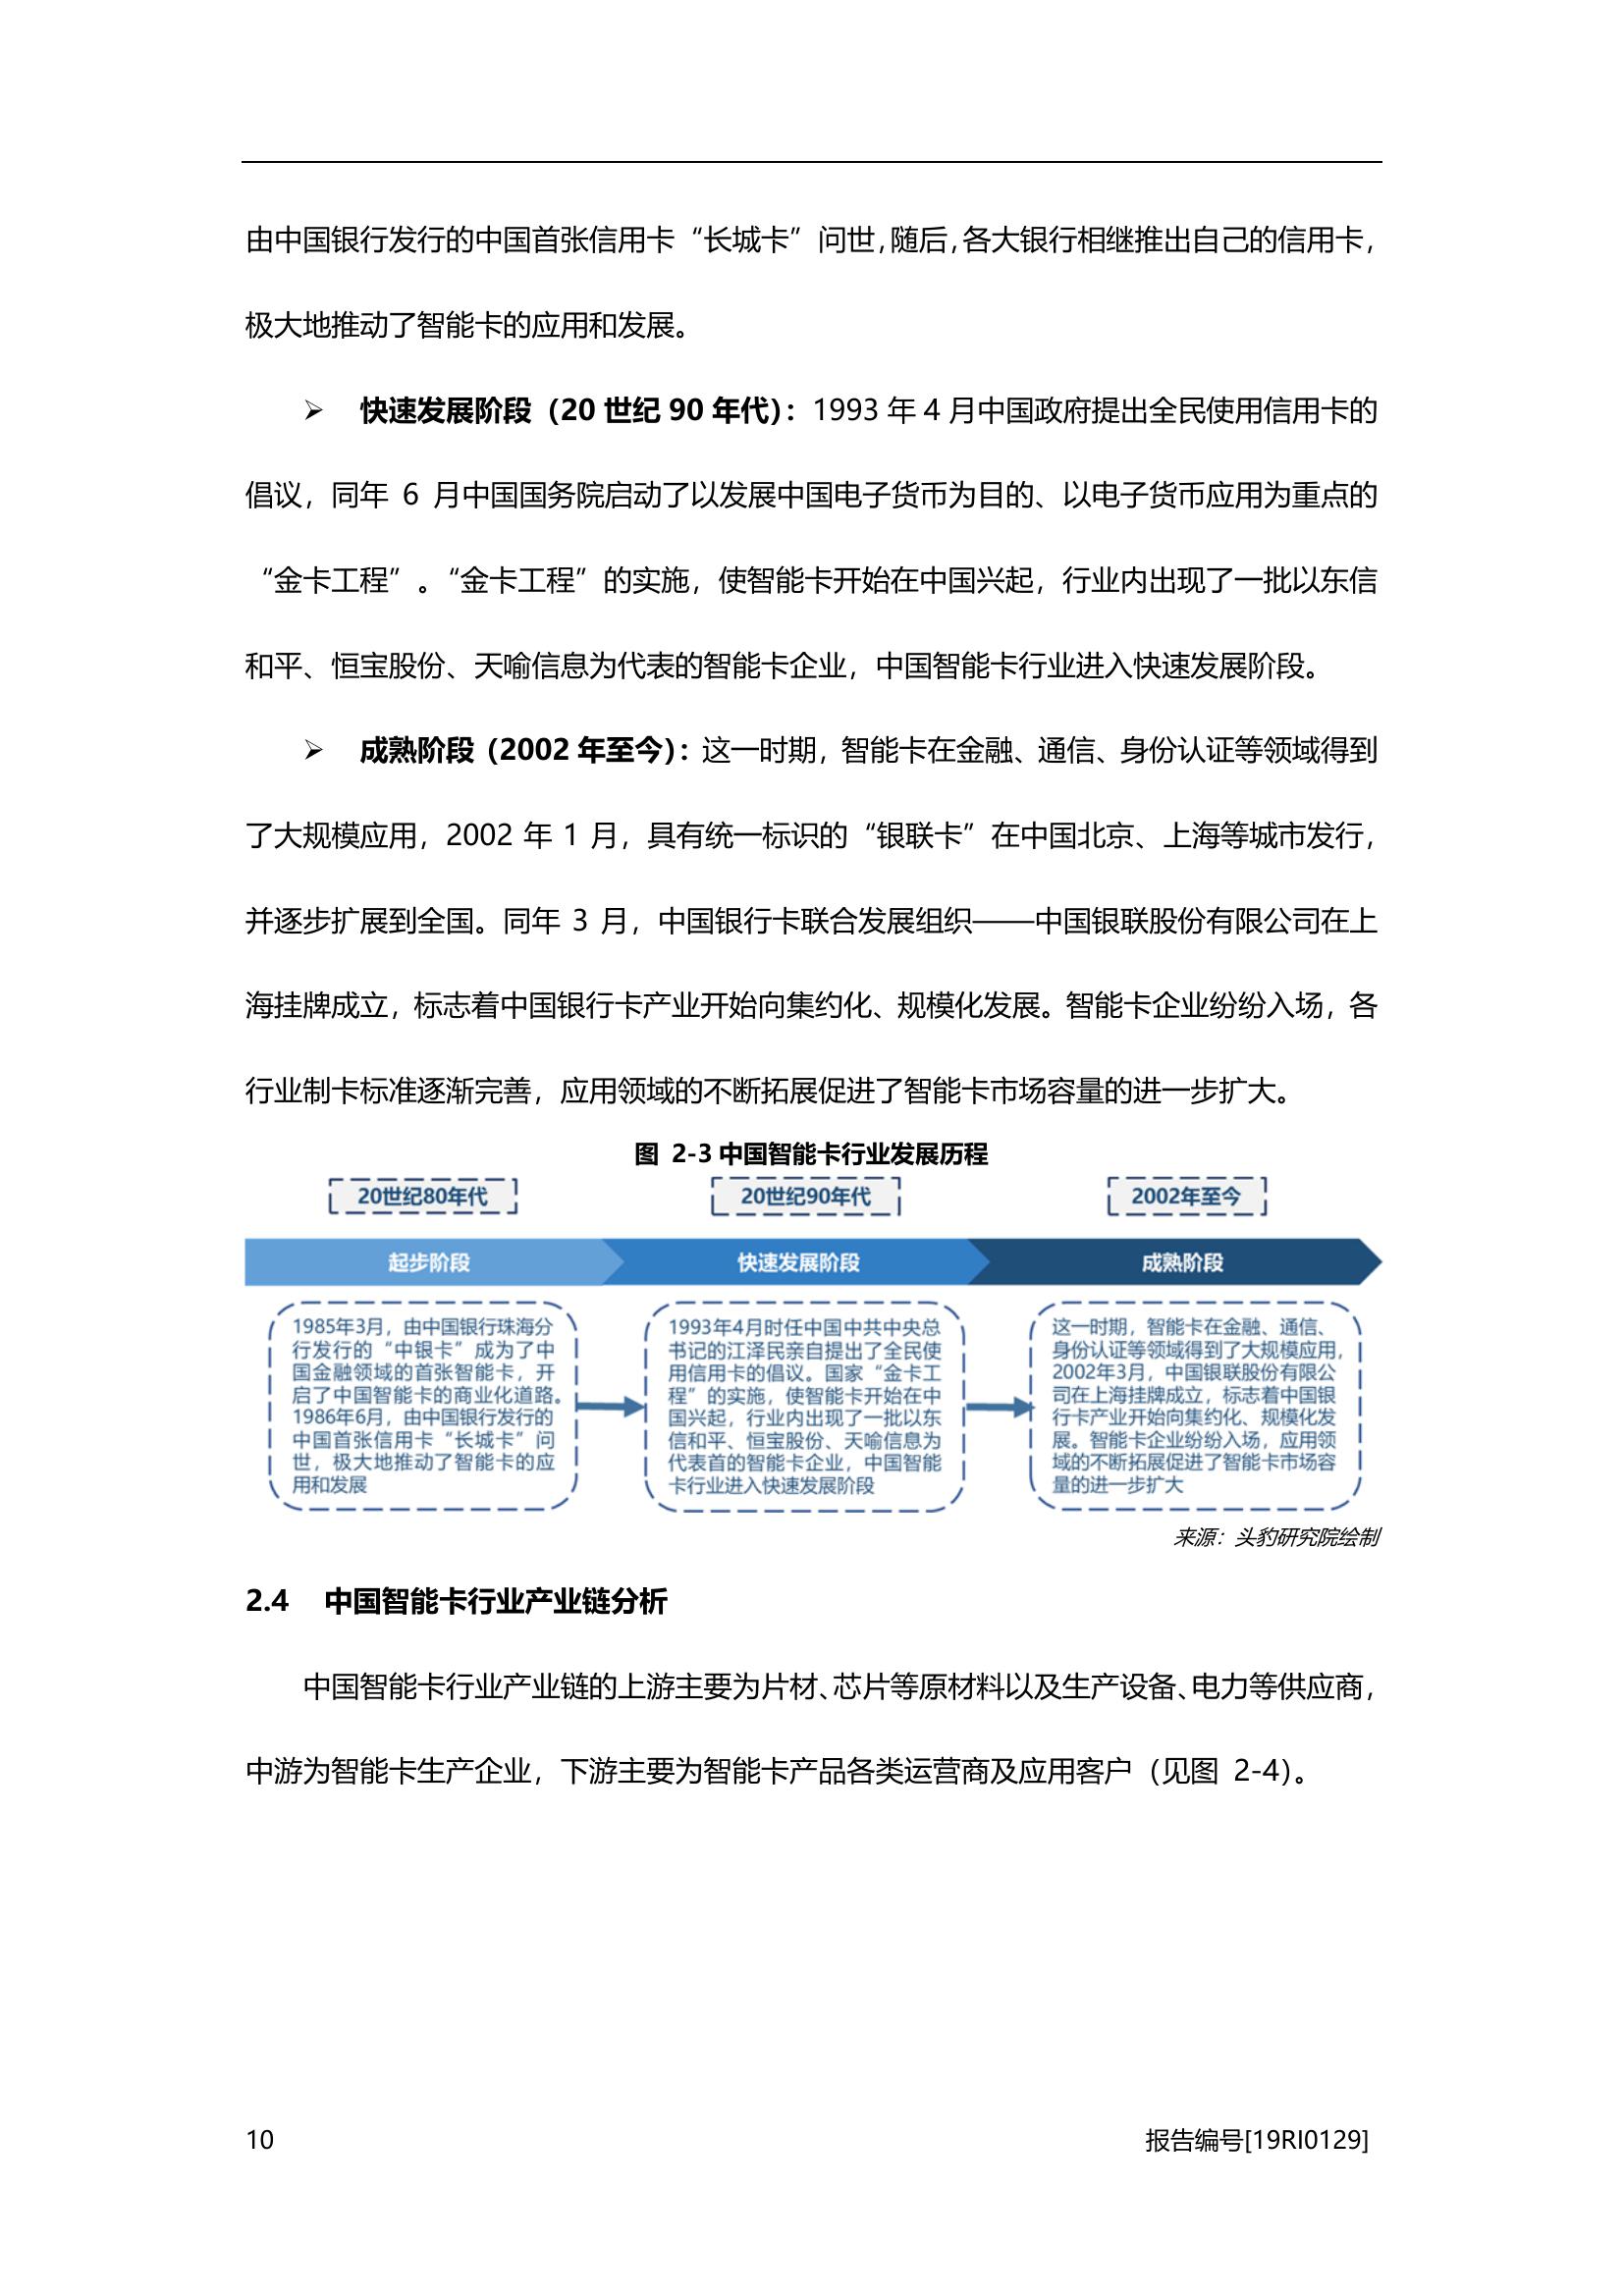 由中国银行发行的中国首张信用卡“长城卡”问世，随后，各大银行相继推出自己的信用卡，
极大地推动了智能卡的应用和发展。
➢ 快速发展阶段（20 世纪 90 年代）：1993 年 4 月中国政府提出全民使用信用卡的
倡议，同年 6 月中国国务院启动了以发展中国电子货币为目的、以电子货币应用为重点的
“金卡工程”。“金卡工程”的实施，使智能卡开始在中国兴起，行业内出现了一批以东信
和平、恒宝股份、天喻信息为代表的智能卡企业，中国智能卡行业进入快速发展阶段。
➢ 成熟阶段（2002 年至今）：这一时期，智能卡在金融、通信、身份认证等领域得到
了大规模应用，2002 年 1 月，具有统一标识的“银联卡”在中国北京、上海等城市发行，
并逐步扩展到全国。同年 3 月，中国银行卡联合发展组织——中国银联股份有限公司在上
海挂牌成立，标志着中国银行卡产业开始向集约化、规模化发展。智能卡企业纷纷入场，各
行业制卡标准逐渐完善，应用领域的不断拓展促进了智能卡市场容量的进一步扩大。
图 2-3 中国智能卡行业发展历程
20世纪80年代
20世纪90年代
2002年至今
起步阶段
快速发展阶段
成熟阶段
1985年3月，由中国银行珠海分
行发行的“中银卡”成为了中
国金融领域的首张智能卡，开
启了中国智能卡的商业化道路。
1986年6月，由中国银行发行的
中国首张信用卡“长城卡”问
世，极大地推动了智能卡的应
用和发展
1993年4月时任中国中共中央总
书记的江泽民亲自提出了全民使
用信用卡的倡议。国家“金卡工
程”的实施，使智能卡开始在中
国兴起，行业内出现了一批以东
信和平、恒宝股份、天喻信息为
代表首的智能卡企业，中国智能
卡行业进入快速发展阶段
这一时期，智能卡在金融、通信、
身份认证等领域得到了大规模应用，
2002年3月，中国银联股份有限公
司在上海挂牌成立，标志着中国银
行卡产业开始向集约化、规模化发
展。智能卡企业纷纷入场，应用领
域的不断拓展促进了智能卡市场容
量的进一步扩大
来源：头豹研究院绘制
2.4 中国智能卡行业产业链分析
中国智能卡行业产业链的上游主要为片材、芯片等原材料以及生产设备、电力等供应商，
中游为智能卡生产企业，下游主要为智能卡产品各类运营商及应用客户（见图 2-4）。
10
报告编号[19RI0129]